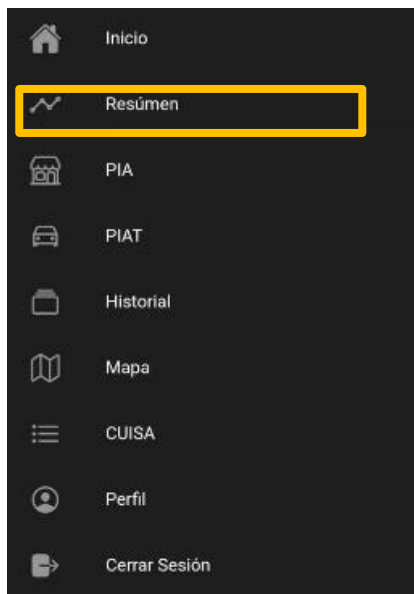 Inicio
Resúmen
PIA
PIAT
Historial
Mapa
CUISA
Perfil
Cerrar Sesión